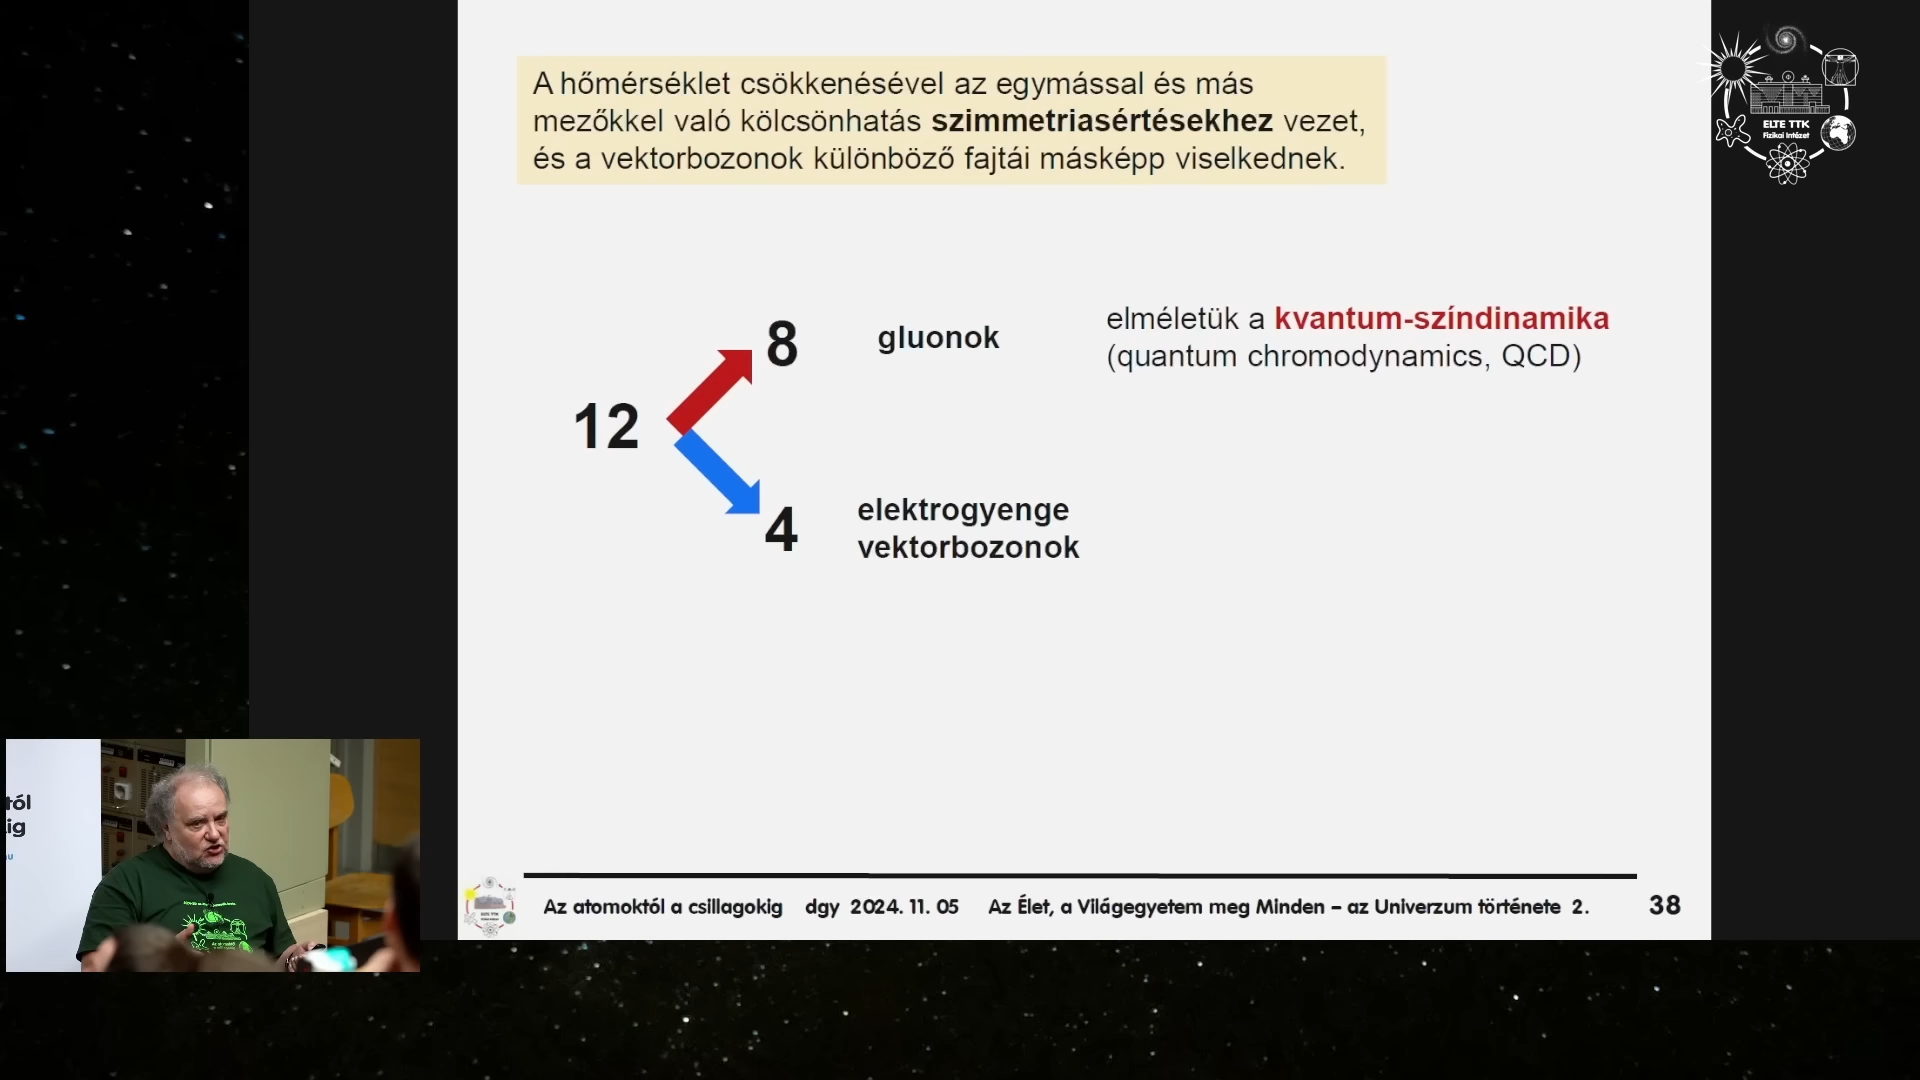 A hőmérséklet csökkenésével az egymással és más
mezőkkel való kölcsönhatás szimmetriasértésekhez vezet,
és a vektorbozonok különböző fajtái másképp viselkednek.
ELTE TTK
Fizikai Intézet
12
8
gluonok
elméletük a kvantum-színdinamika
(quantum chromodynamics, QCD)
4
elektrogyenge
vektorbozonok
tól
ig
Az atomoktól a csillagokig dgy 2024. 11. 05 Az Élet, a Világegyetem meg Minden – az Univerzum története 2. 38